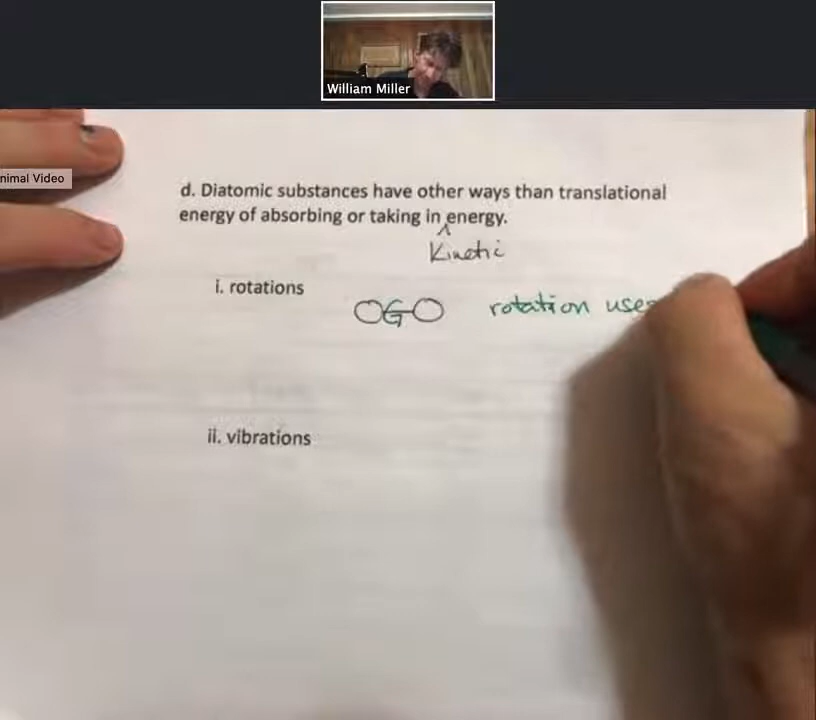 William Miller
nimal Video
d. Diatomic substances have other ways than translational
energy of absorbing or taking in energy.
^
Kinetic
i. rotations
rotation uses
ii. vibrations